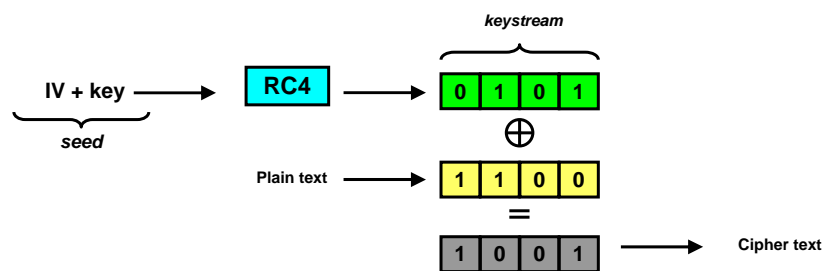 keystream
IV + key
RC4
0 1 0 1
seed
⊕
Plain text
1 1 0 0
=
1 0 0 1
Cipher text